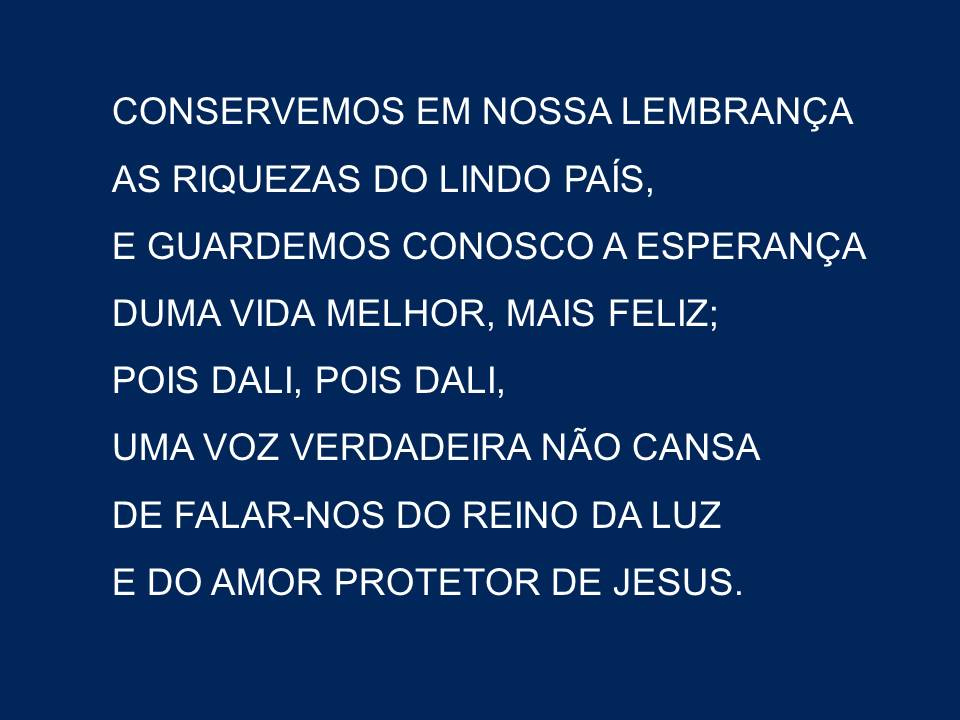 CONSERVEMOS EM NOSSA LEMBRANÇA
AS RIQUEZAS DO LINDO PAÍS,
E GUARDEMOS CONOSCO A ESPERANÇA
DUMA VIDA MELHOR, MAIS FELIZ;
POIS DALI, POIS DALI,
UMA VOZ VERDADEIRA NÃO CANSA
DE FALAR-NOS DO REINO DA LUZ
E DO AMOR PROTETOR DE JESUS.